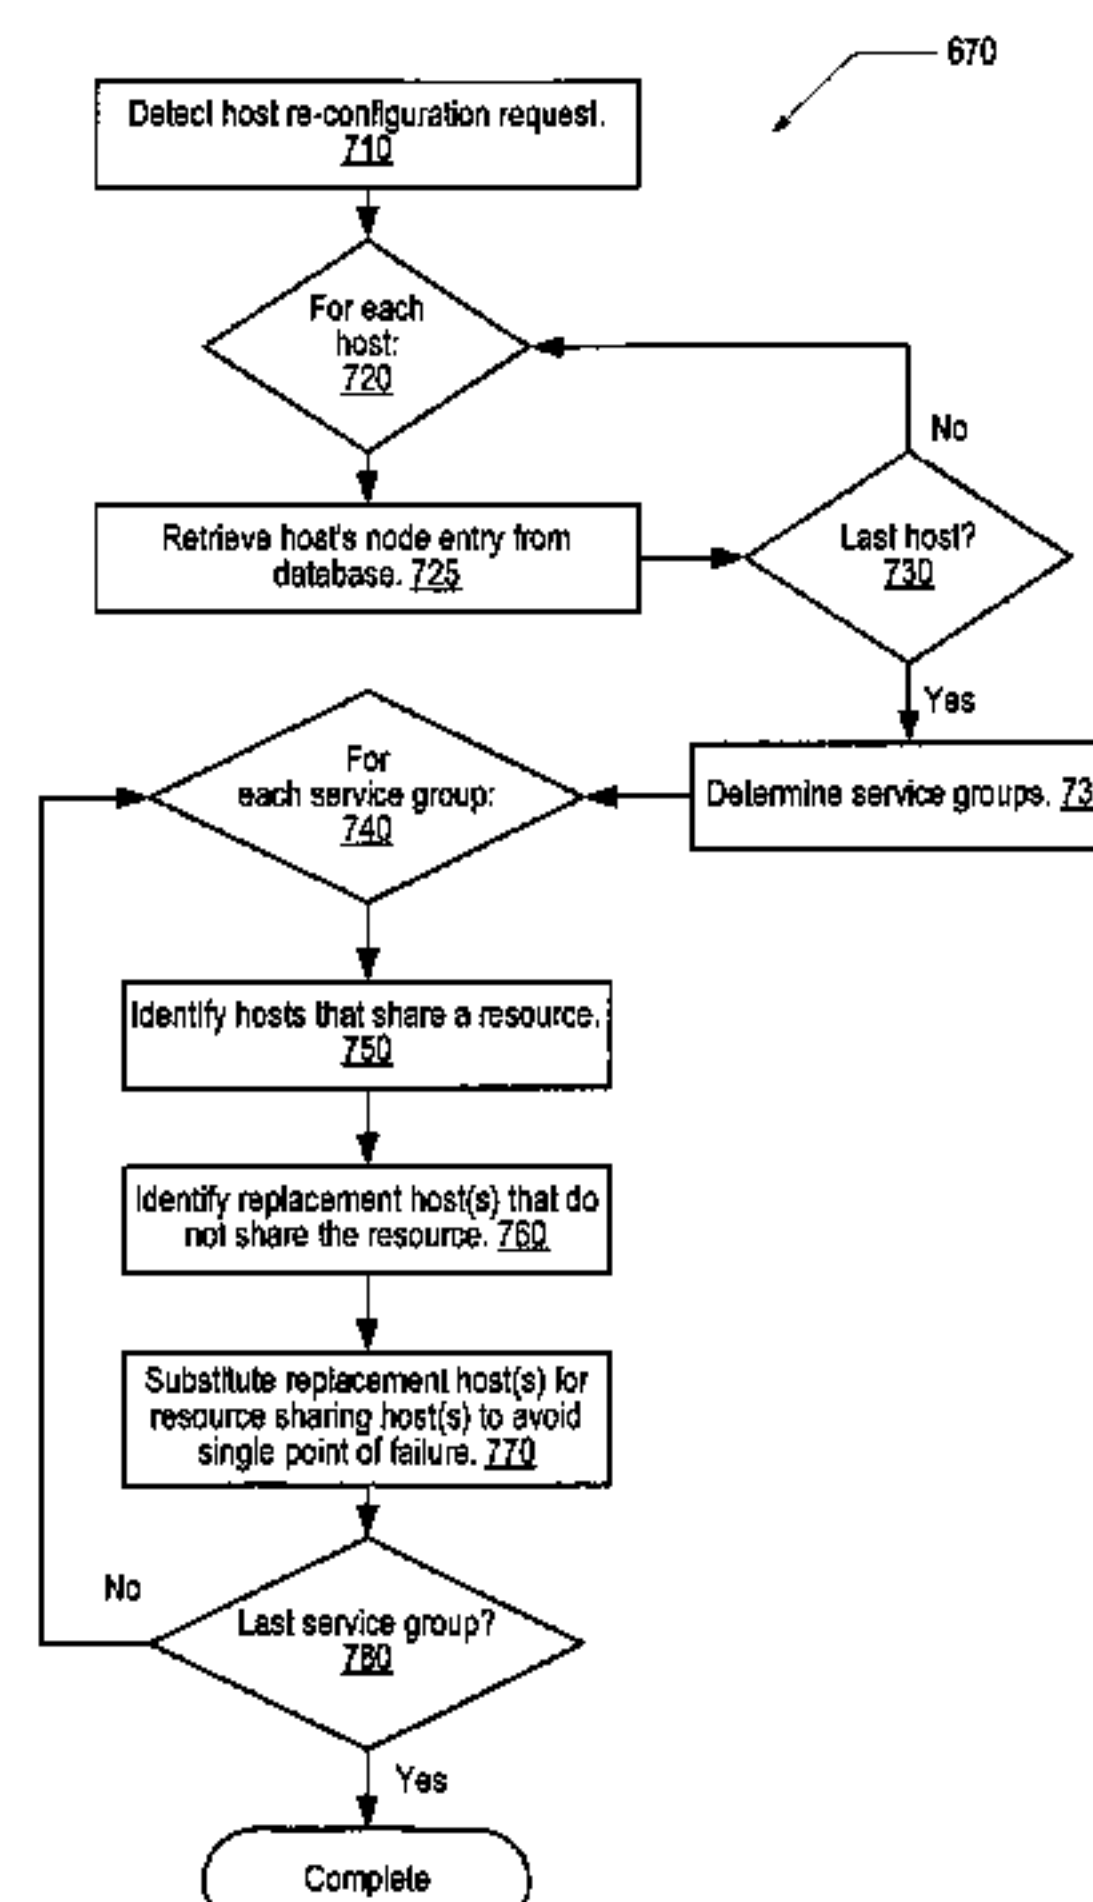 670
Detect host re-configuration request.
710
For each
host:
720
No
Retrieve host's node entry from
database. 725
Last host?
730
Yes
For
each service group:
740
Determine service groups. 73
Identify hosts that share a resource.
750
Identify replacement host(s) that do
not share the resource. 760
Substitute replacement host(s) for
resource sharing host(s) to avoid
single point of failure. 770
No
Last service group?
780
Yes
Complete